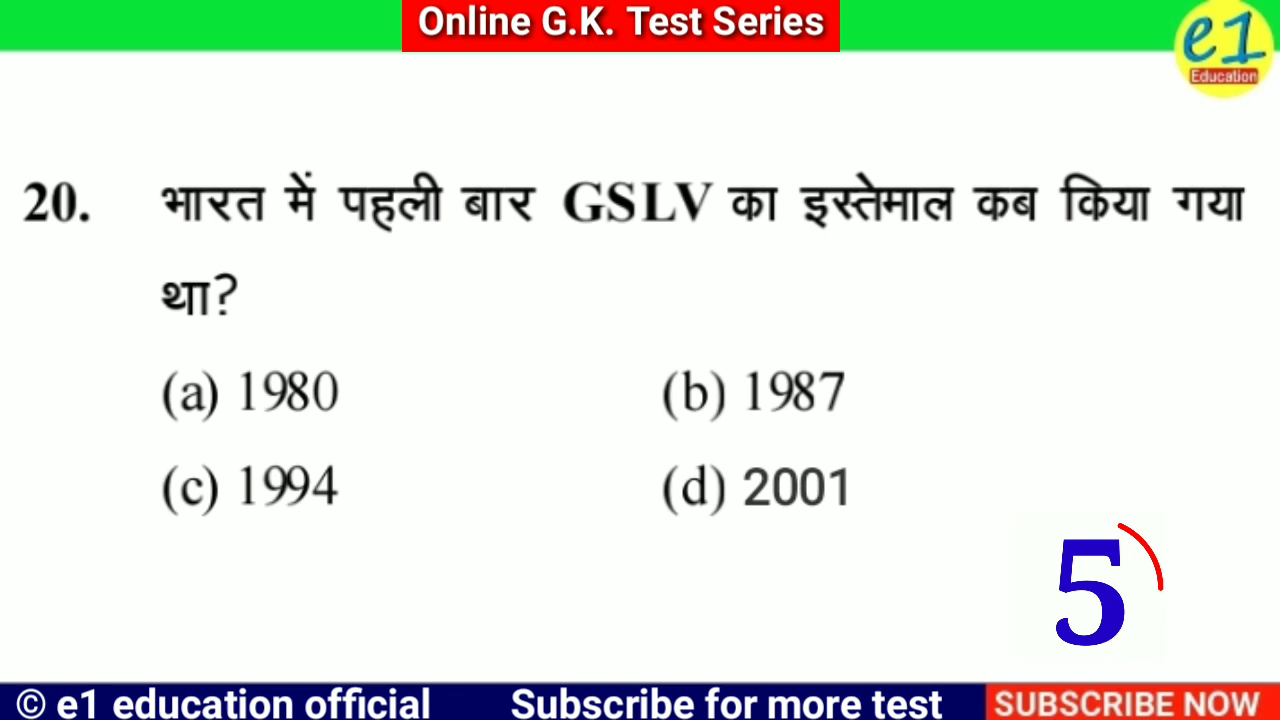 Online G.K. Test Series
e1
Education
20. भारत में पहली बार GSLV का इस्तेमाल कब किया गया
था?
(a) 1980 (b) 1987
(c) 1994 (d) 2001
5
© e1 education official Subscribe for more test SUBSCRIBE NOW